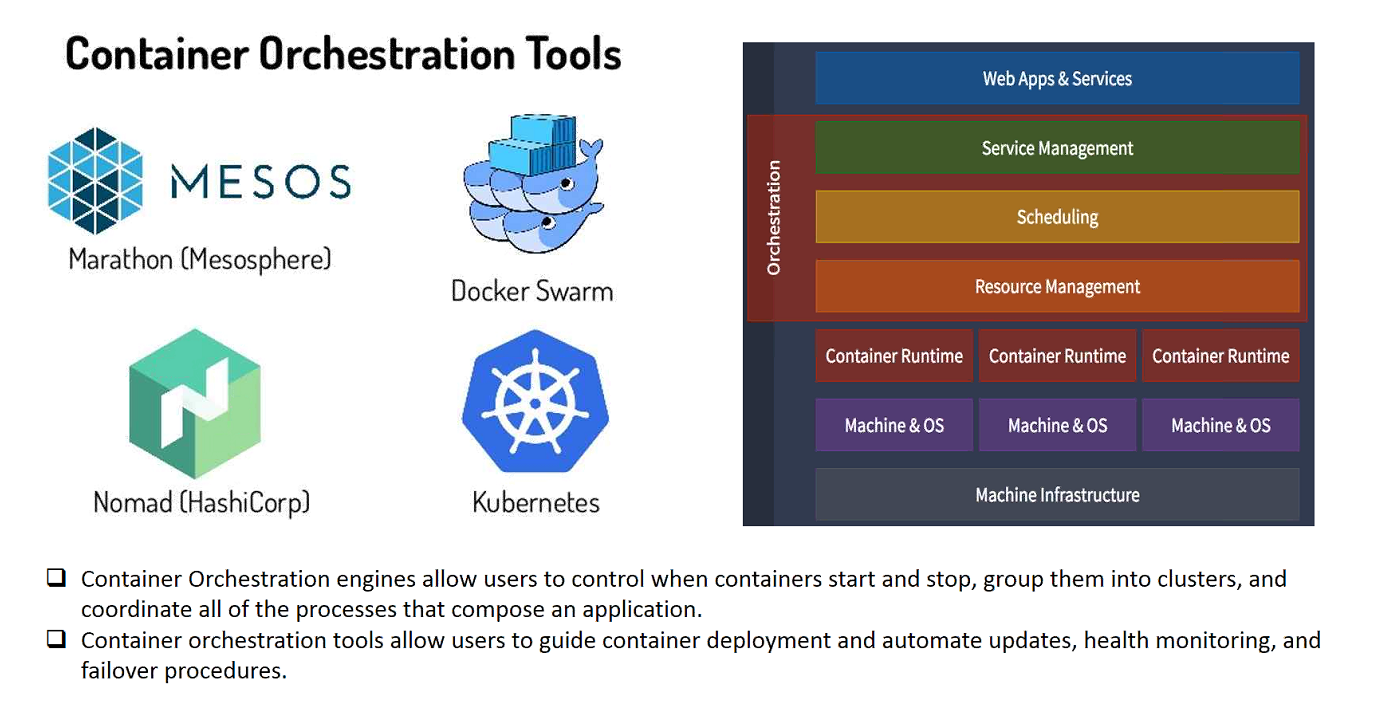 Container Orchestration Tools
MESOS
Marathon (Mesosphere)
Docker Swarm
Nomad (HashiCorp)
Kubernetes
Web Apps & Services
Orchestration
Service Management
Scheduling
Resource Management
Container Runtime Container Runtime Container Runtime
Machine & OS Machine & OS Machine & OS
Machine Infrastructure
Container Orchestration engines allow users to control when containers start and stop, group them into clusters, and
coordinate all of the processes that compose an application.
Container orchestration tools allow users to guide container deployment and automate updates, health monitoring, and
failover procedures.